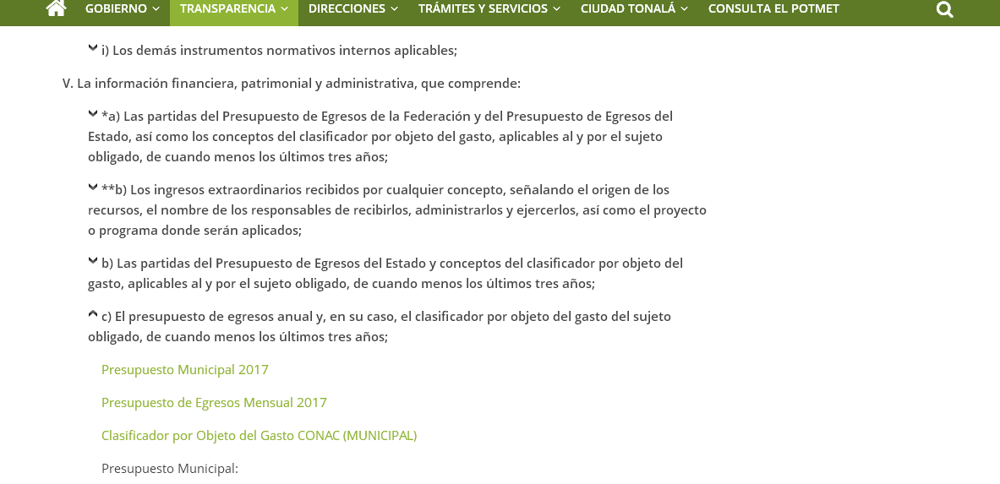 GOBIERNO TRANSPARENCIA DIRECCIONES TRÁMITES Y SERVICIOS CIUDAD TONALÁ CONSULTA EL POTMET
i) Los demás instrumentos normativos internos aplicables;
V. La información financiera, patrimonial y administrativa, que comprende:
*a) Las partidas del Presupuesto de Egresos de la Federación y del Presupuesto de Egresos del
Estado, así como los conceptos del clasificador por objeto del gasto, aplicables al y por el sujeto
obligado, de cuando menos los últimos tres años;
**b) Los ingresos extraordinarios recibidos por cualquier concepto, señalando el origen de los
recursos, el nombre de los responsables de recibirlos, administrarlos y ejercerlos, así como el proyecto
o programa donde serán aplicados;
b) Las partidas del Presupuesto de Egresos del Estado y conceptos del clasificador por objeto del
gasto, aplicables al y por el sujeto obligado, de cuando menos los últimos tres años;
c) El presupuesto de egresos anual y, en su caso, el clasificador por objeto del gasto del sujeto
obligado, de cuando menos los últimos tres años;
Presupuesto Municipal 2017
Presupuesto de Egresos Mensual 2017
Clasificador por Objeto del Gasto CONAC (MUNICIPAL)
Presupuesto Municipal: